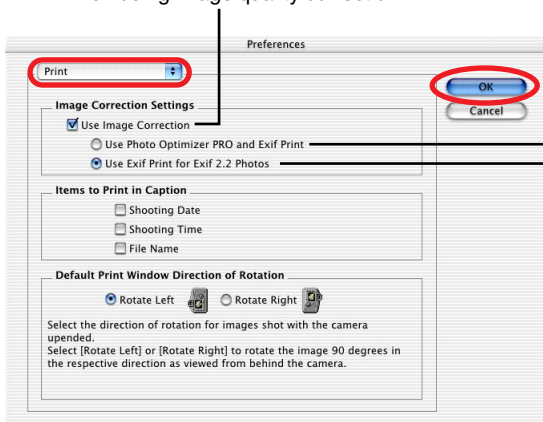 Preferences
Print
OK
Cancel
Image Correction Settings
Use Image Correction
Use Photo Optimizer PRO and Exif Print
Use Exif Print for Exif 2.2 Photos
Items to Print in Caption
Shooting Date
Shooting Time
File Name
Default Print Window Direction of Rotation
Rotate Left Rotate Right
Select the direction of rotation for images shot with the camera
upended.
Select [Rotate Left] or [Rotate Right] to rotate the image 90 degrees in
the respective direction as viewed from behind the camera.